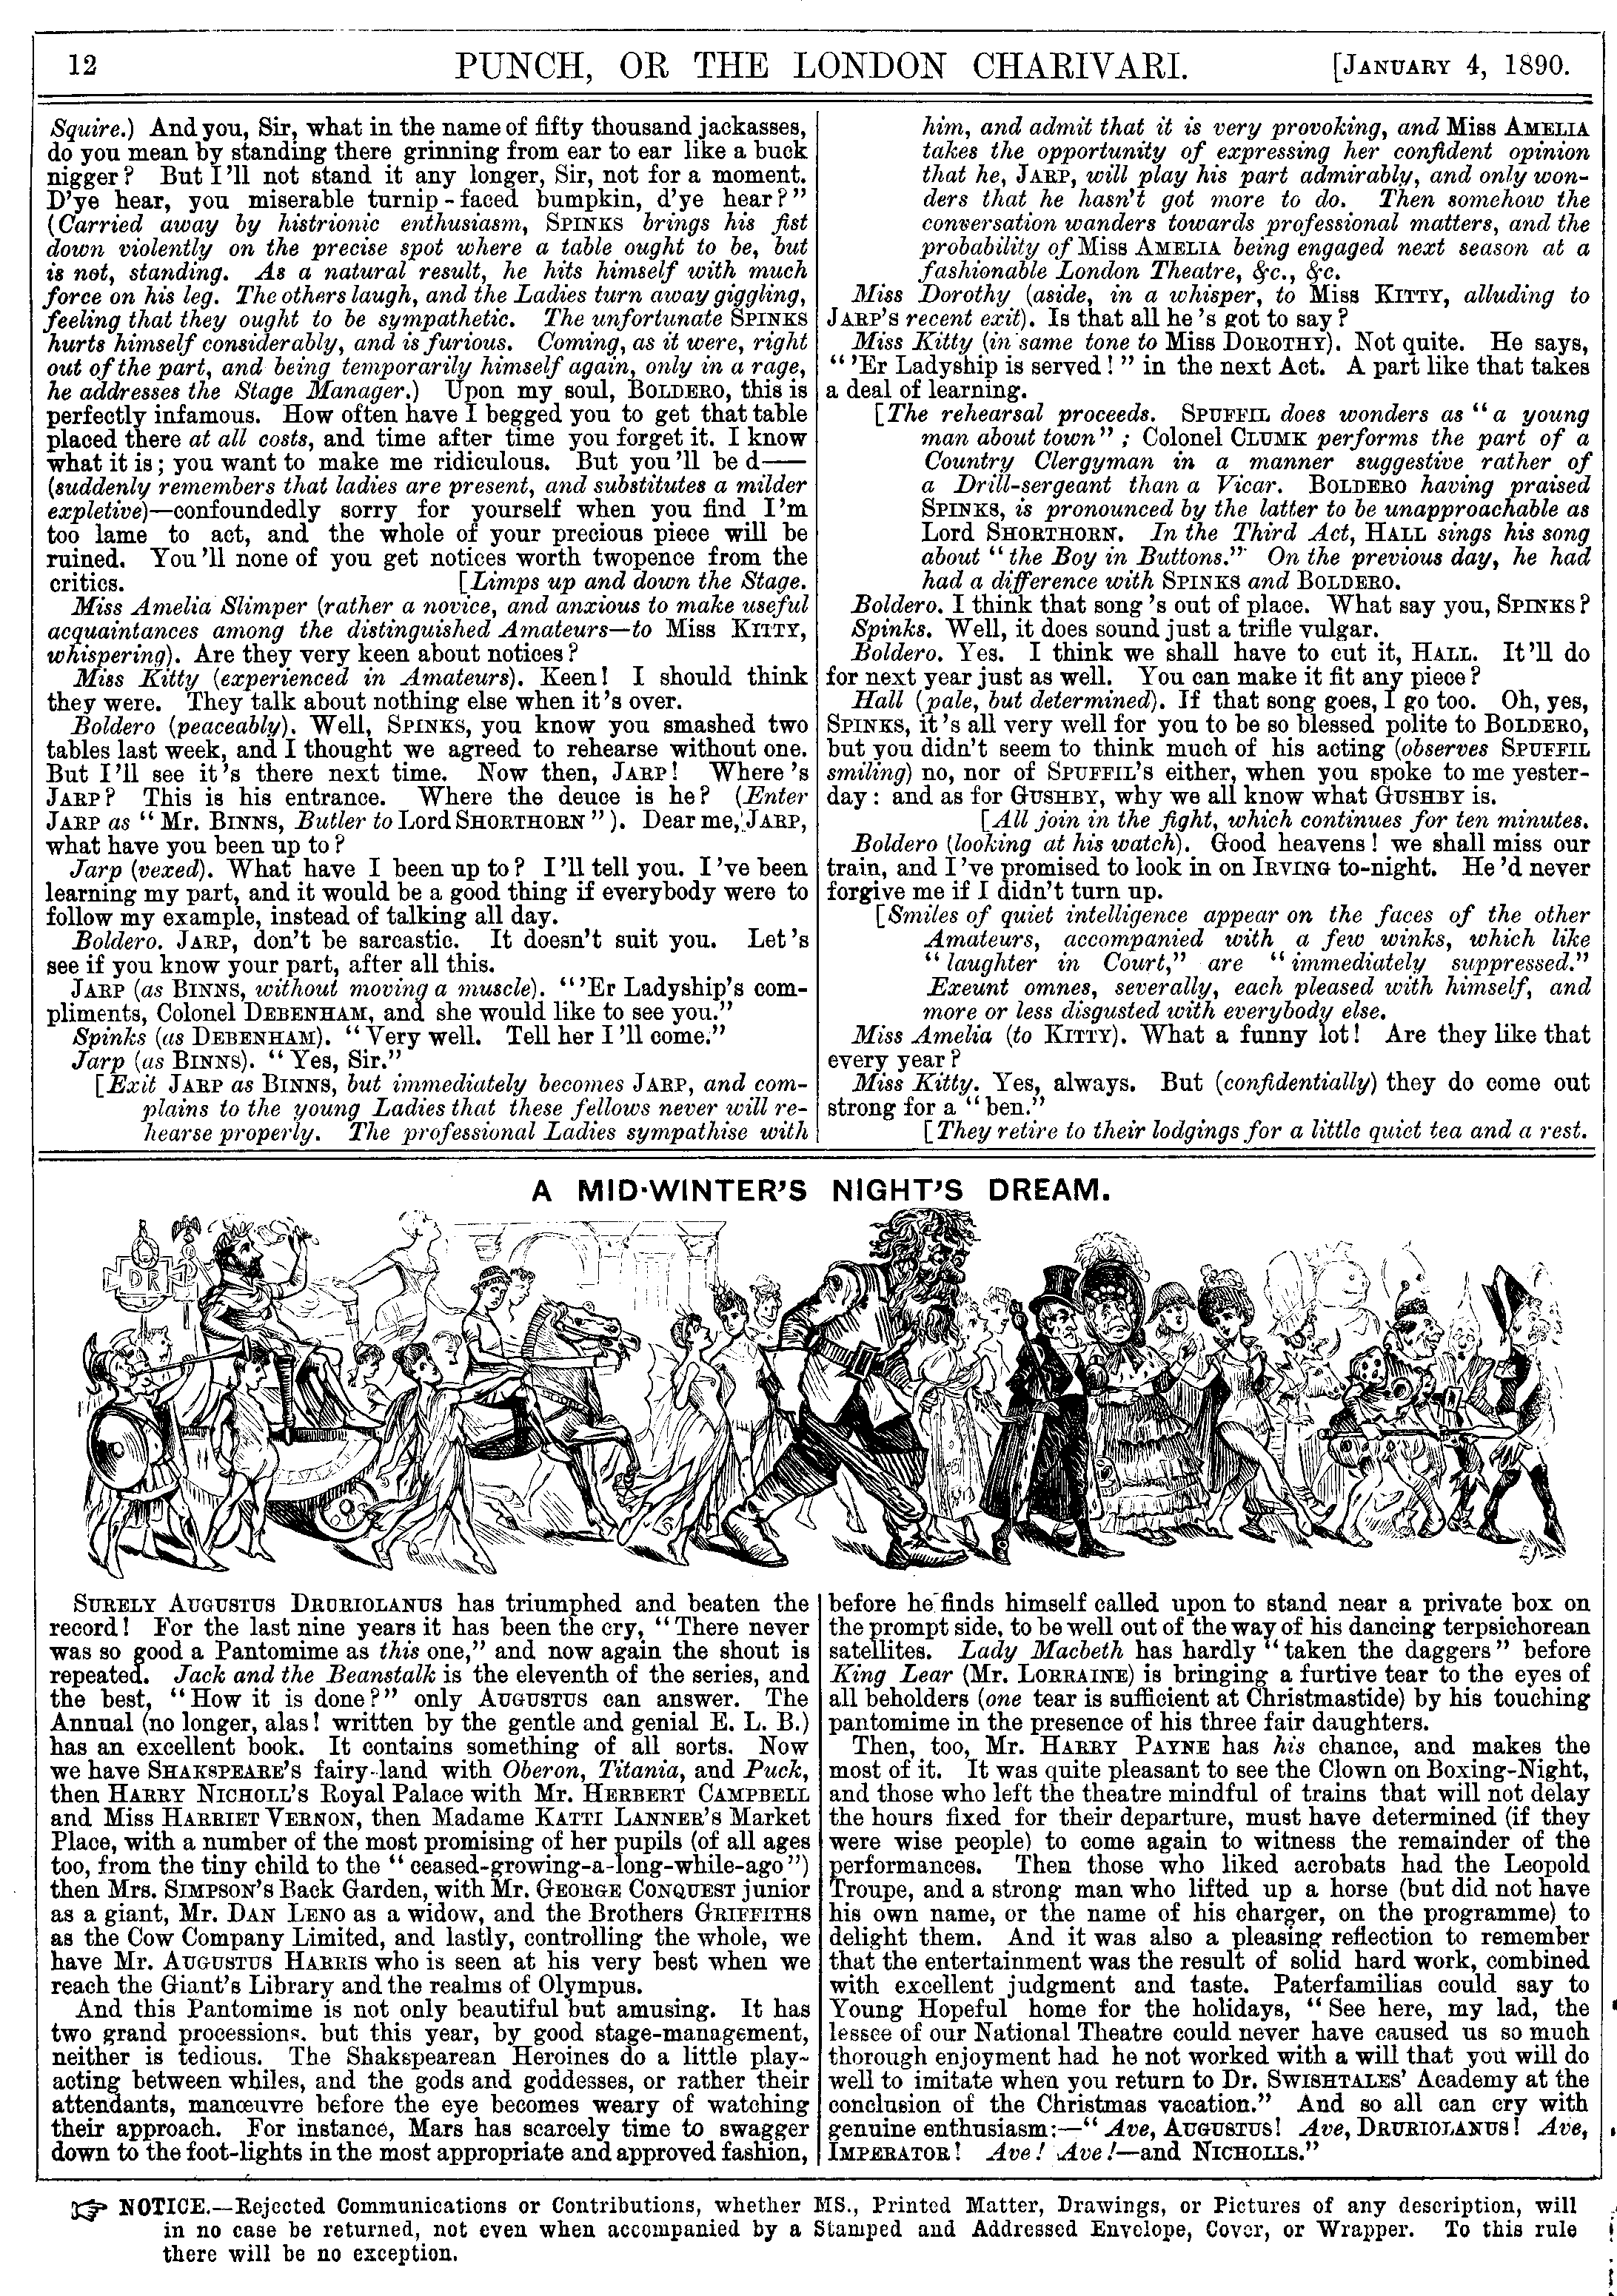 12
PUNCH, OR THE LONDON CHARIVARI.
[JANUARY 4, 1890.
Squire.) And you, Sir, what in the name of fifty thousand jackasses,
do you mean by standing there grinning from ear to ear like a buck
nigger? But I'll not stand it any longer, Sir, not for a moment.
D'ye hear, you miserable turnip-faced bumpkin, d'ye hear?"
(Carried away by histrionic enthusiasm, SPINKS brings his fist
down violently on the precise spot where a table ought to be, but
is not, standing. As a natural result, he hits himself with much
force on his leg. The others laugh, and the Ladies turn away giggling,
feeling that they ought to be sympathetic. The unfortunate SPINKS
hurts himself considerably, and is furious. Coming, as it were, right
out of the part, and being temporarily himself again, only in a rage,
he addresses the Stage Manager.) Upon my soul, BOLDERO, this is
perfectly infamous. How often have I begged you to get that table
placed there at all costs, and time after time you forget it. I know
what it is; you want to make me ridiculous. But you'll be d——
(suddenly remembers that ladies are present, and substitutes a milder
expletive)—confoundedly sorry for yourself when you find I'm
too lame to act, and the whole of your precious piece will be
ruined. You'll none of you get notices worth twopence from the
critics. [Limps up and down the Stage.
Miss Amelia Slimper (rather a novice, and anxious to make useful
acquaintances among the distinguished Amateurs—to Miss KITTY,
whispering). Are they very keen about notices?
Miss Kitty (experienced in Amateurs). Keen! I should think
they were. They talk about nothing else when it's over.
Boldero (peaceably). Well, SPINKS, you know you smashed two
tables last week, and I thought we agreed to rehearse without one.
But I'll see it's there next time. Now then, JARP! Where's
JARP? This is his entrance. Where the deuce is he? (Enter
JARP as "Mr. BINNS, Butler to Lord SHORTHORN"). Dear me, JARP,
what have you been up to?
Jarp (vexed). What have I been up to? I'll tell you. I've been
learning my part, and it would be a good thing if everybody were to
follow my example, instead of talking all day.
Boldero. JARP, don't be sarcastic. It doesn't suit you. Let's
see if you know your part, after all this.
JARP (as BINNS, without moving a muscle). "'Er Ladyship's com-
pliments, Colonel DEBENHAM, and she would like to see you."
Spinks (as DEBENHAM). "Very well. Tell her I'll come."
Jarp (as BINNS). "Yes, Sir."
[Exit JARP as BINNS, but immediately becomes JARP, and com-
plains to the young Ladies that these fellows never will re-
hearse properly. The professional Ladies sympathise with
him, and admit that it is very provoking, and Miss AMELIA
takes the opportunity of expressing her confident opinion
that he, JARP, will play his part admirably, and only won-
ders that he hasn't got more to do. Then somehow the
conversation wanders towards professional matters, and the
probability of Miss AMELIA being engaged next season at a
fashionable London Theatre, &c., &c.
Miss Dorothy (aside, in a whisper, to Miss KITTY, alluding to
JARP'S recent exit). Is that all he's got to say?
Miss Kitty (in same tone to Miss DOROTHY). Not quite. He says,
"'Er Ladyship is served!" in the next Act. A part like that takes
a deal of learning.
[The rehearsal proceeds. SPUFFIL does wonders as "a young
man about town"; Colonel CLUMK performs the part of a
Country Clergyman in a manner suggestive rather of
a Drill-sergeant than a Vicar. BOLDERO having praised
SPINKS, is pronounced by the latter to be unapproachable as
Lord SHORTHORN. In the Third Act, HALL sings his song
about "the Boy in Buttons." On the previous day, he had
had a difference with SPINKS and BOLDERO.
Boldero. I think that song's out of place. What say you, SPINKS?
Spinks. Well, it does sound just a trifle vulgar.
Boldero. Yes. I think we shall have to cut it, HALL. It'll do
for next year just as well. You can make it fit any piece?
Hall (pale, but determined). If that song goes, I go too. Oh, yes,
SPINKS, it's all very well for you to be so blessed polite to BOLDERO,
but you didn't seem to think much of his acting (observes SPUFFIL
smiling) no, nor of SPUFFIL'S either, when you spoke to me yester-
day: and as for GUSHBY, why we all know what GUSHBY is.
[All join in the fight, which continues for ten minutes.
Boldero (looking at his watch). Good heavens! we shall miss our
train, and I've promised to look in on IRVING to-night. He'd never
forgive me if I didn't turn up.
[Smiles of quiet intelligence appear on the faces of the other
Amateurs, accompanied with a few winks, which like
"laughter in Court," are "immediately suppressed."
Exeunt omnes, severally, each pleased with himself, and
more or less disgusted with everybody else.
Miss Amelia (to KITTY). What a funny lot! Are they like that
every year?
Miss Kitty. Yes, always. But (confidentially) they do come out
strong for a "ben."
[They retire to their lodgings for a little quiet tea and a rest.
A MID-WINTER'S NIGHT'S DREAM.
DR
SURELY AUGUSTUS DRURIOLANUS has triumphed and beaten the
record! For the last nine years it has been the cry, "There never
was so good a Pantomime as this one," and now again the shout is
repeated. Jack and the Beanstalk is the eleventh of the series, and
the best, "How it is done?" only AUGUSTUS can answer. The
Annual (no longer, alas! written by the gentle and genial E. L. B.)
has an excellent book. It contains something of all sorts. Now
we have SHAKSPEARE'S fairy-land with Oberon, Titania, and Puck,
then HARRY NICHOLL'S Royal Palace with Mr. HERBERT CAMPBELL
and Miss HARRIET VERNON, then Madame KATTI LANNER'S Market
Place, with a number of the most promising of her pupils (of all ages
too, from the tiny child to the "ceased-growing-a-long-while-ago")
then Mrs. SIMPSON'S Back Garden, with Mr. GEORGE CONQUEST junior
as a giant, Mr. DAN LENO as a widow, and the Brothers GRIFFITHS
as the Cow Company Limited, and lastly, controlling the whole, we
have Mr. AUGUSTUS HARRIS who is seen at his very best when we
reach the Giant's Library and the realms of Olympus.
And this Pantomime is not only beautiful but amusing. It has
two grand processions, but this year, by good stage-management,
neither is tedious. The Shakspearean Heroines do a little play-
acting between whiles, and the gods and goddesses, or rather their
attendants, manœuvre before the eye becomes weary of watching
their approach. For instance, Mars has scarcely time to swagger
down to the foot-lights in the most appropriate and approved fashion,
before he finds himself called upon to stand near a private box on
the prompt side, to be well out of the way of his dancing terpsichorean
satellites. Lady Macbeth has hardly "taken the daggers" before
King Lear (Mr. LORRAINE) is bringing a furtive tear to the eyes of
all beholders (one tear is sufficient at Christmastide) by his touching
pantomime in the presence of his three fair daughters.
Then, too, Mr. HARRY PAYNE has his chance, and makes the
most of it. It was quite pleasant to see the Clown on Boxing-Night,
and those who left the theatre mindful of trains that will not delay
the hours fixed for their departure, must have determined (if they
were wise people) to come again to witness the remainder of the
performances. Then those who liked acrobats had the Leopold
Troupe, and a strong man who lifted up a horse (but did not have
his own name, or the name of his charger, on the programme) to
delight them. And it was also a pleasing reflection to remember
that the entertainment was the result of solid hard work, combined
with excellent judgment and taste. Paterfamilias could say to
Young Hopeful home for the holidays, "See here, my lad, the
lessee of our National Theatre could never have caused us so much
thorough enjoyment had he not worked with a will that you will do
well to imitate when you return to Dr. SWISHTALES' Academy at the
conclusion of the Christmas vacation." And so all can cry with
genuine enthusiasm:—"Ave, AUGUSTUS! Ave, DRURIOLANUS! Ave,
IMPERATOR! Ave! Ave!—and NICHOLLS."
NOTICE.—Rejected Communications or Contributions, whether MS., Printed Matter, Drawings, or Pictures of any description, will
in no case be returned, not even when accompanied by a Stamped and Addressed Envelope, Cover, or Wrapper. To this rule
there will be no exception.